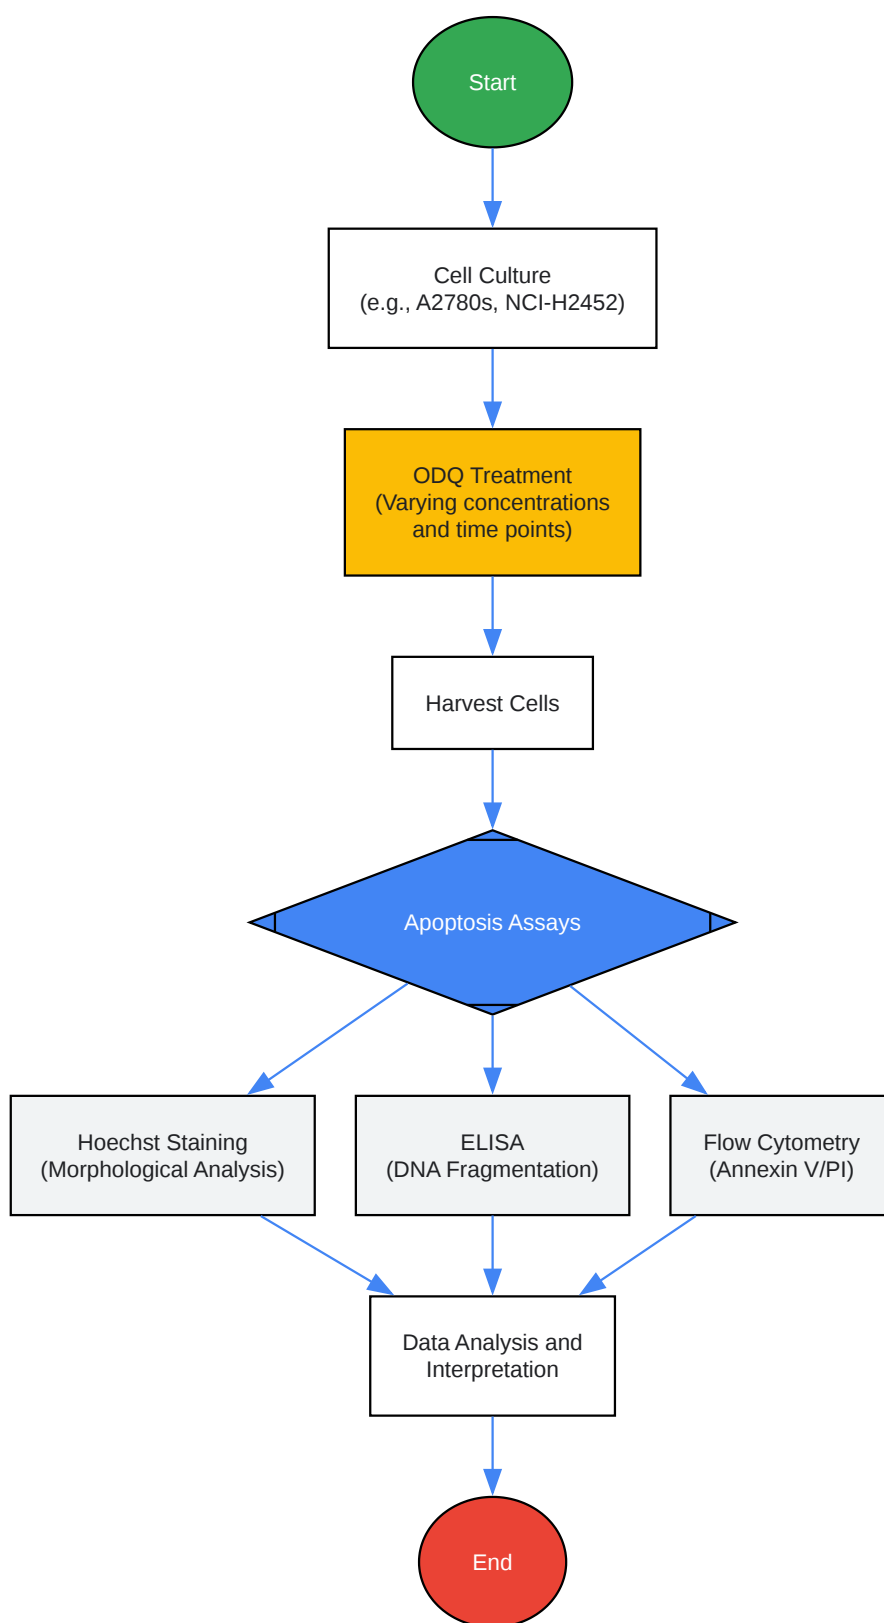 Start
Cell Culture
(e.g., A2780s, NCI-H2452)
ODQ Treatment
(Varying concentrations
and time points)
Harvest Cells
Apoptosis Assays
Hoechst Staining
(Morphological Analysis)
ELISA
(DNA Fragmentation)
Flow Cytometry
(Annexin V/PI)
Data Analysis and
Interpretation
End